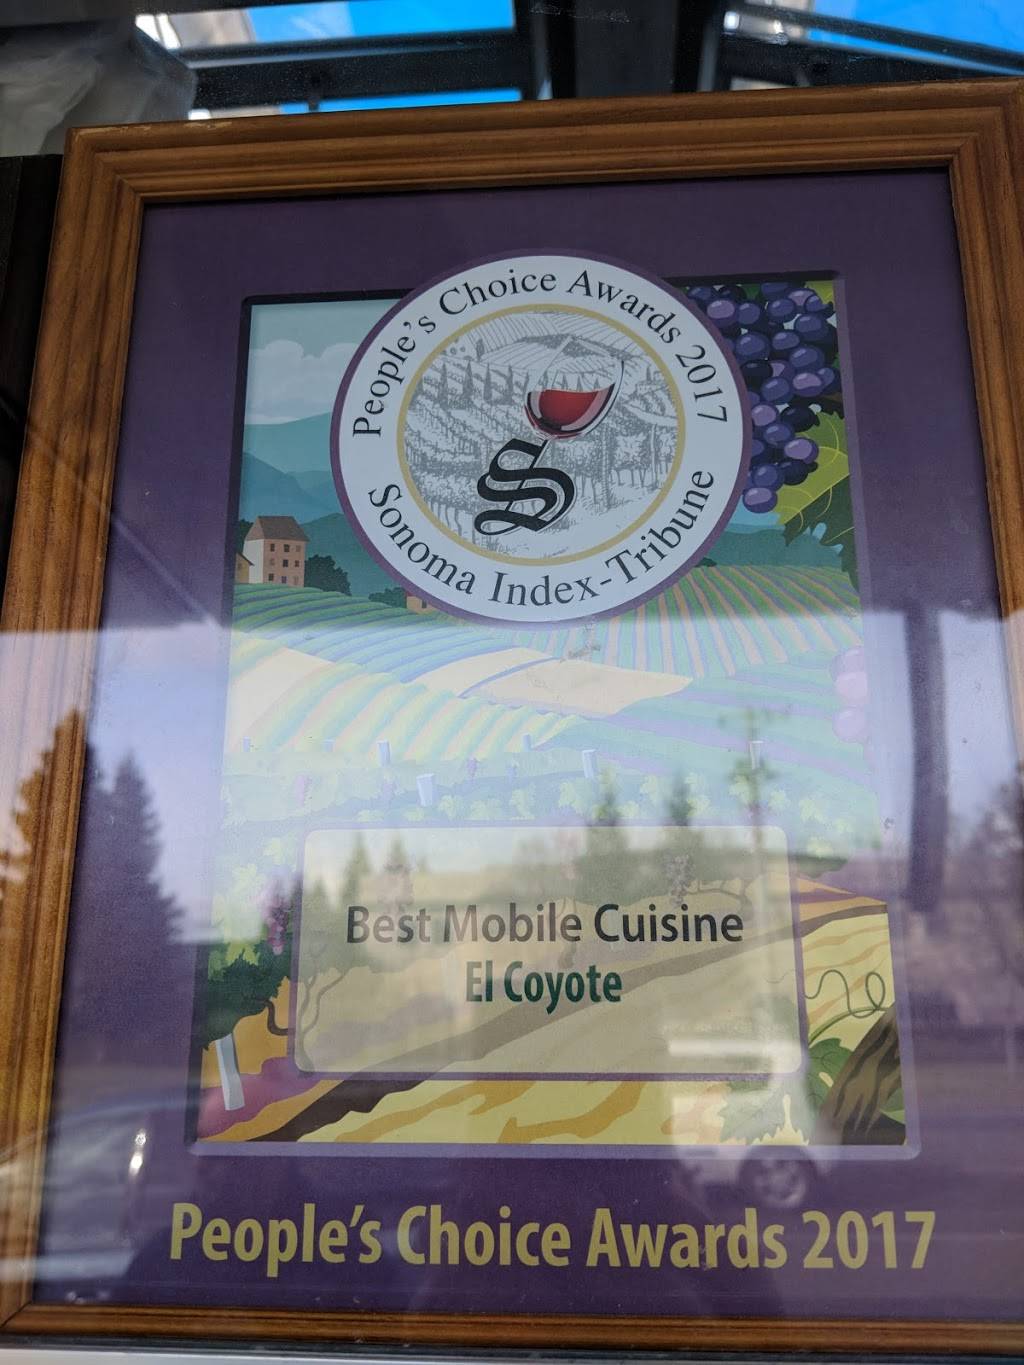 People's Choice Awards 2017
S
Sonoma Index-Tribune
Best Mobile Cuisine
El Coyote
People's Choice Awards 2017